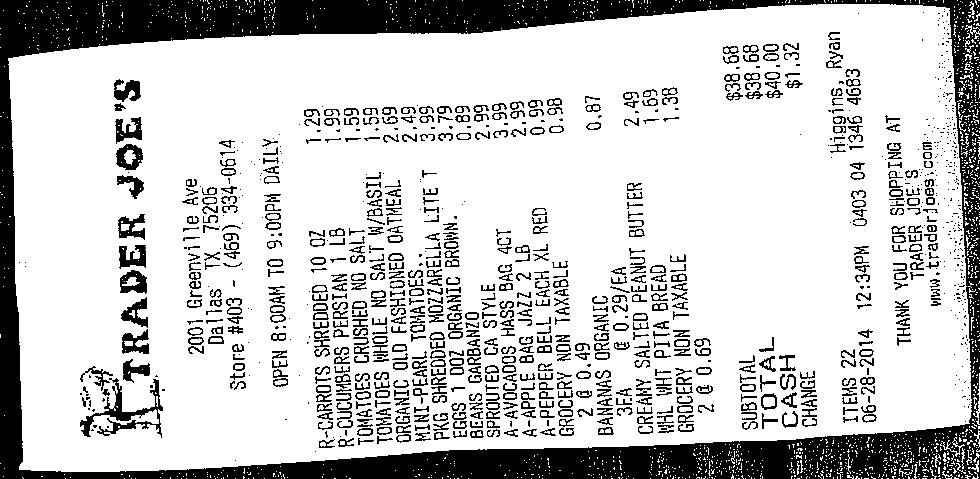 TRADER JOE'S
2001 Greenville Ave
Dallas TX 75206
Store #403 - (469) 334-0614
OPEN 8:00AM TO 9:00PM DAILY
R-CARROTS SHREDDED 10 OZ 1.29
R-CUCUMBERS PERSIAN 1 LB 1.99
TOMATOES CRUSHED NO SALT 1.59
TOMATOES WHOLE NO SALT W/BASIL 1.59
ORGANIC OLD FASHIONED OATMEAL 2.69
MINI-PEARL TOMATOES.. 2.49
PKG SHREDDED MOZZARELLA LITE T 3.99
EGGS 1 DOZ ORGANIC BROWN. 3.79
BEANS GARBANZO 0.89
SPROUTED CA STYLE 2.99
A-AVOCADOS HASS BAG 4CT 3.99
A-APPLE BAG JAZZ 2 LB 2.99
A-PEPPER BELL EACH XL RED 0.99
GROCERY NON TAXABLE 0.98
2 @ 0.49
BANANAS ORGANIC 0.87
3EA @ 0.29/EA
CREAMY SALTED PEANUT BUTTER 2.49
WHL WHT PITA BREAD 1.69
GROCERY NON TAXABLE 1.38
2 @ 0.69
SUBTOTAL $38.68
TOTAL $38.68
CASH $40.00
CHANGE $1.32
ITEMS 22 Higgins, Ryan
06-28-2014 12:34PM 0403 04 1346 4683
THANK YOU FOR SHOPPING AT
TRADER JOE'S
www.traderjoes.com